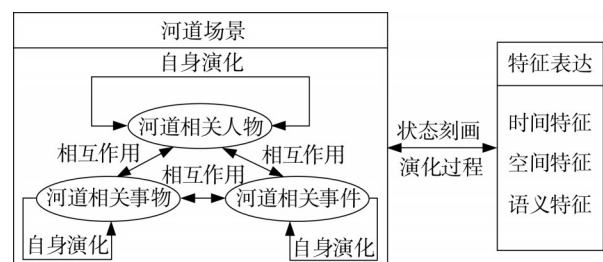 河道场景
自身演化
河道相关人物
相互作用
相互作用
相互作用
河道相关事物
河道相关事件
自身演化
自身演化
状态刻画
演化过程
特征表达
时间特征
空间特征
语义特征